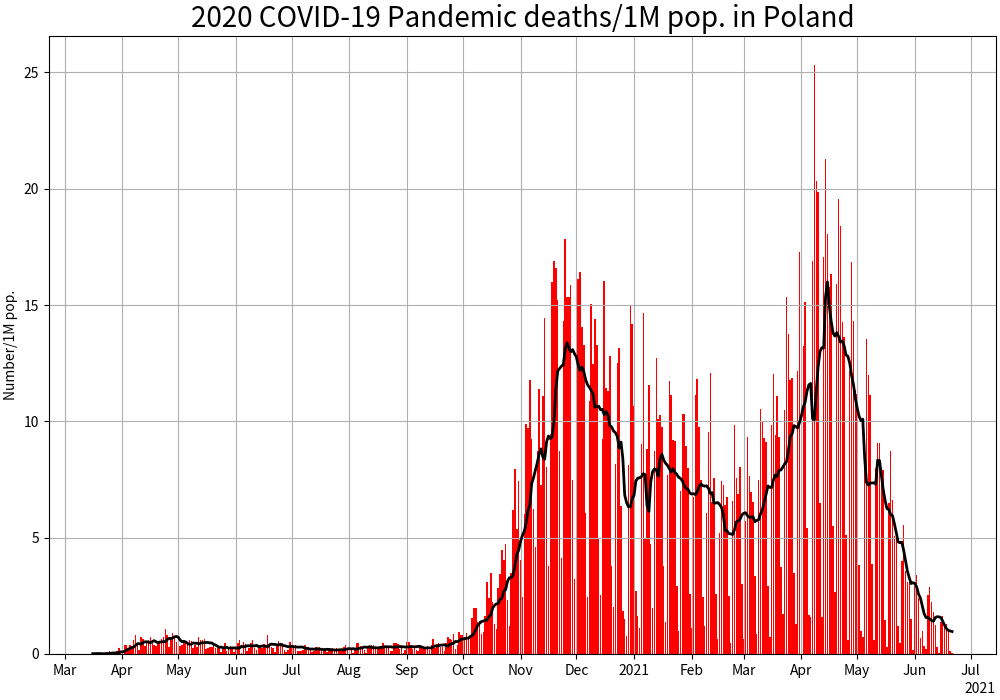 2020 COVID-19 Pandemic deaths/1M pop. in Poland
Number/1M pop.
25
20
15
10
5
0
Mar Apr May Jun Jul Aug Sep Oct Nov Dec 2021 Feb Mar Apr May Jun Jul
2021